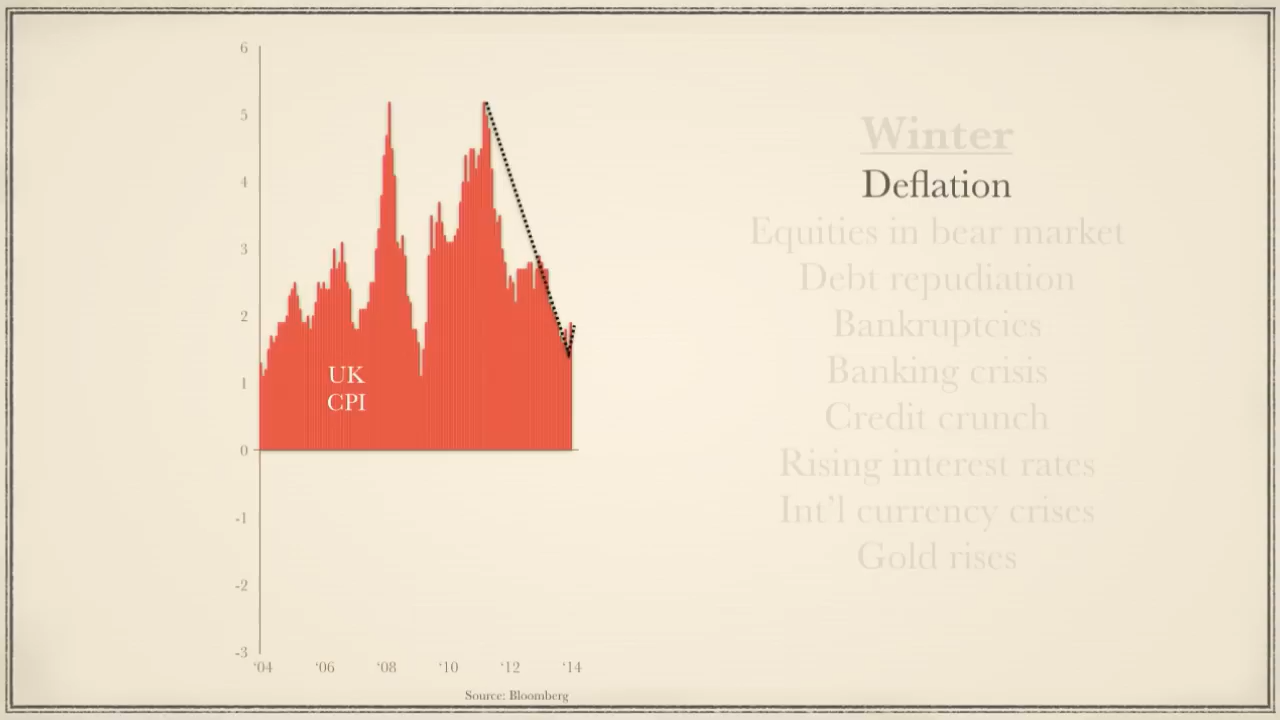 6
5
4
3
2
1
0
-1
-2
-3
‘04 ‘06 ‘08 ‘10 ‘12 ‘14
UK
CPI
Source: Bloomberg
Winter
Deflation
Equities in bear market
Debt repudiation
Bankruptcies
Banking crisis
Credit crunch
Rising interest rates
Int’l currency crises
Gold rises